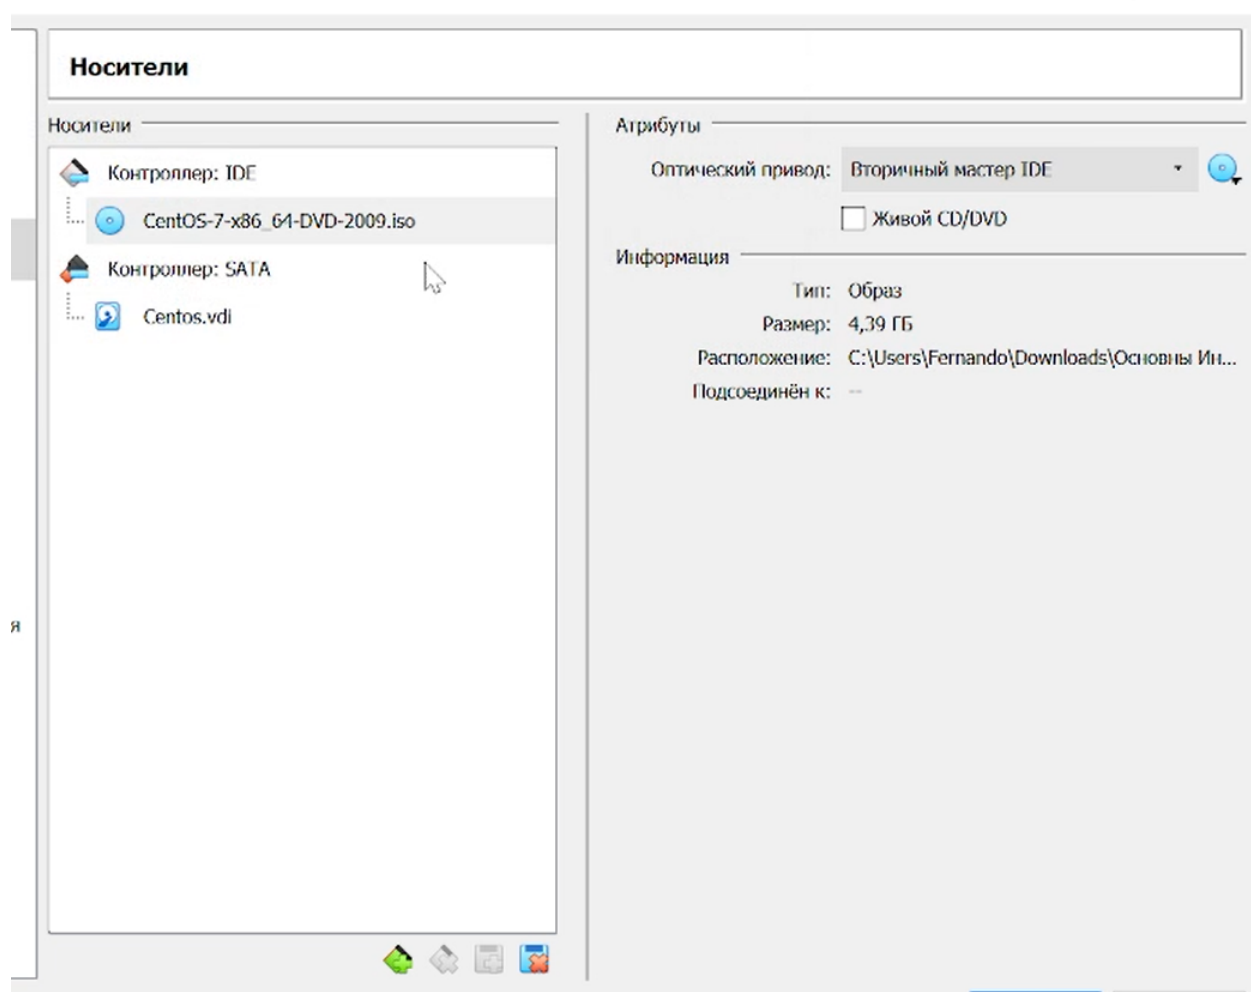 Носители
Носители
Контроллер: IDE
CentOS-7-x86_64-DVD-2009.iso
Контроллер: SATA
Centos.vdi
Атрибуты
Оптический привод: Вторичный мастер IDE
Живой CD/DVD
Информация
Тип: Образ
Размер: 4,39 ГБ
Расположение: C:\Users\Fernando\Downloads\Основны Ин...
Подсоединён к: --
я